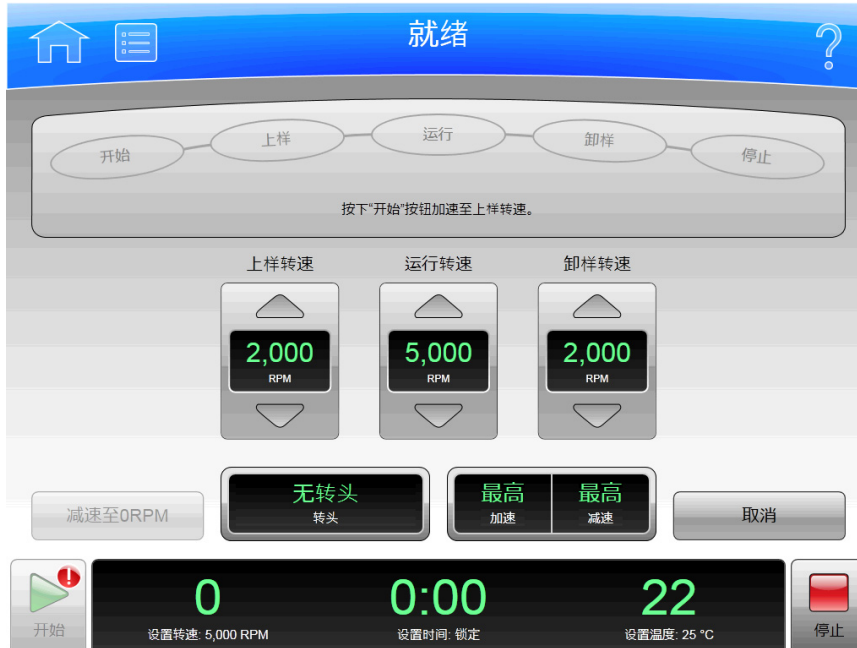 就绪
开始 上样 运行 卸样 停止
按下“开始”按钮加速至上样转速。
上样转速 运行转速 卸样转速
2,000 5,000 2,000
RPM RPM RPM
减速至0RPM
无转头
转头
最高 最高
加速 减速
取消
开始
0 0:00 22
设置转速: 5,000 RPM 设置时间: 锁定 设置温度: 25 °C
停止